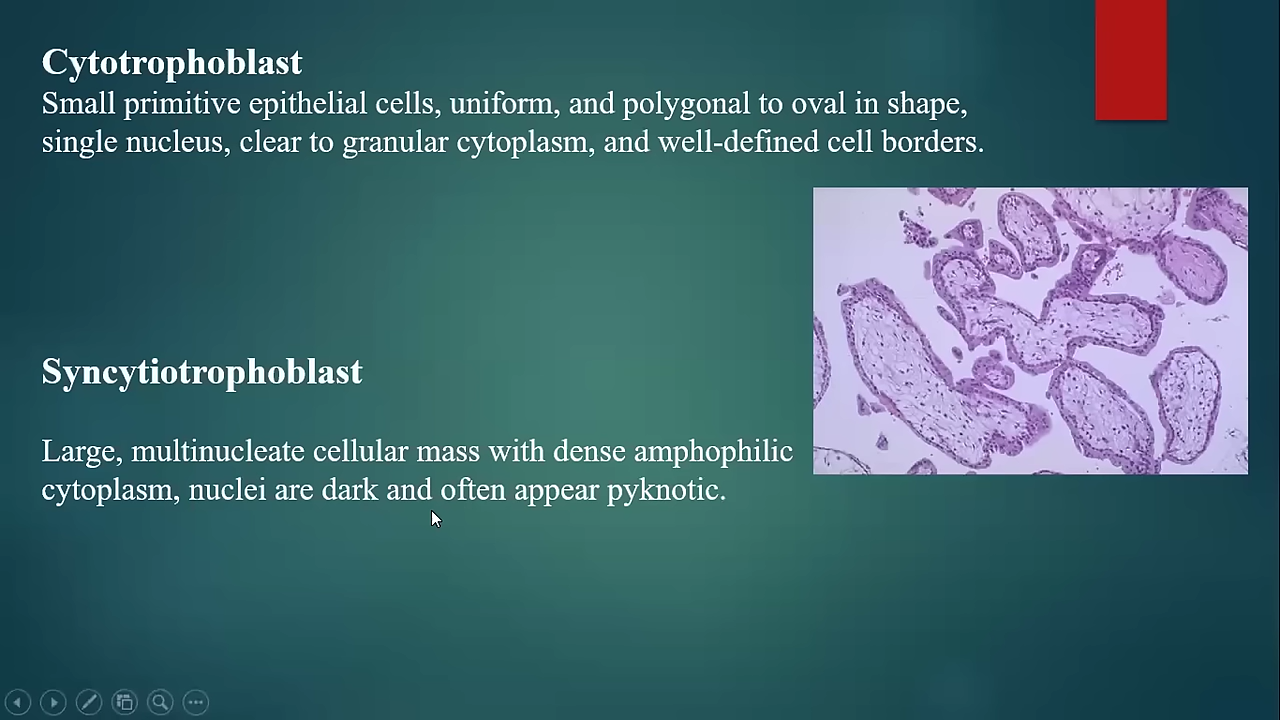 Cytotrophoblast
Small primitive epithelial cells, uniform, and polygonal to oval in shape,
single nucleus, clear to granular cytoplasm, and well-defined cell borders.
Syncytiotrophoblast
Large, multinucleate cellular mass with dense amphophilic
cytoplasm, nuclei are dark and often appear pyknotic.